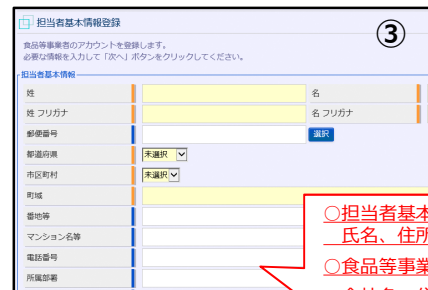 担当者基本情報登録
③
食品等事業者のアカウントを登録します。
必要な情報を入力して「次へ」ボタンをクリックしてください。
担当者基本情報
姓 名
姓 フリガナ 名 フリガナ
郵便番号 選択
都道府県 未選択
市区町村 未選択
町域
番地等
マンション名等
電話番号
所属部署
○担当者基本
氏名、住所
○食品等事業